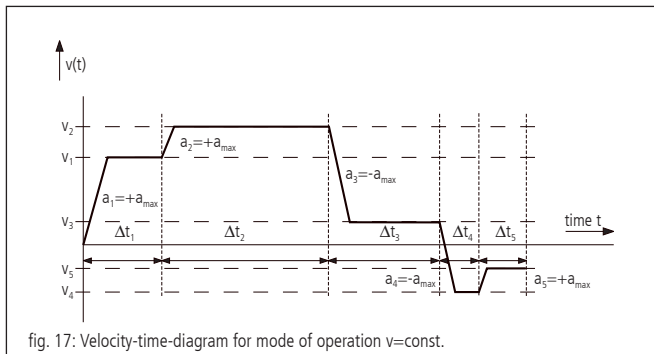 v(t)
v2
a2=+amax
v1
a3=-amax
a1=+amax
v3
time t
Δt1 Δt2 Δt3 Δt4 Δt5
v5
a4=-amax a5=+amax
v4
fig. 17: Velocity-time-diagram for mode of operation v=const.